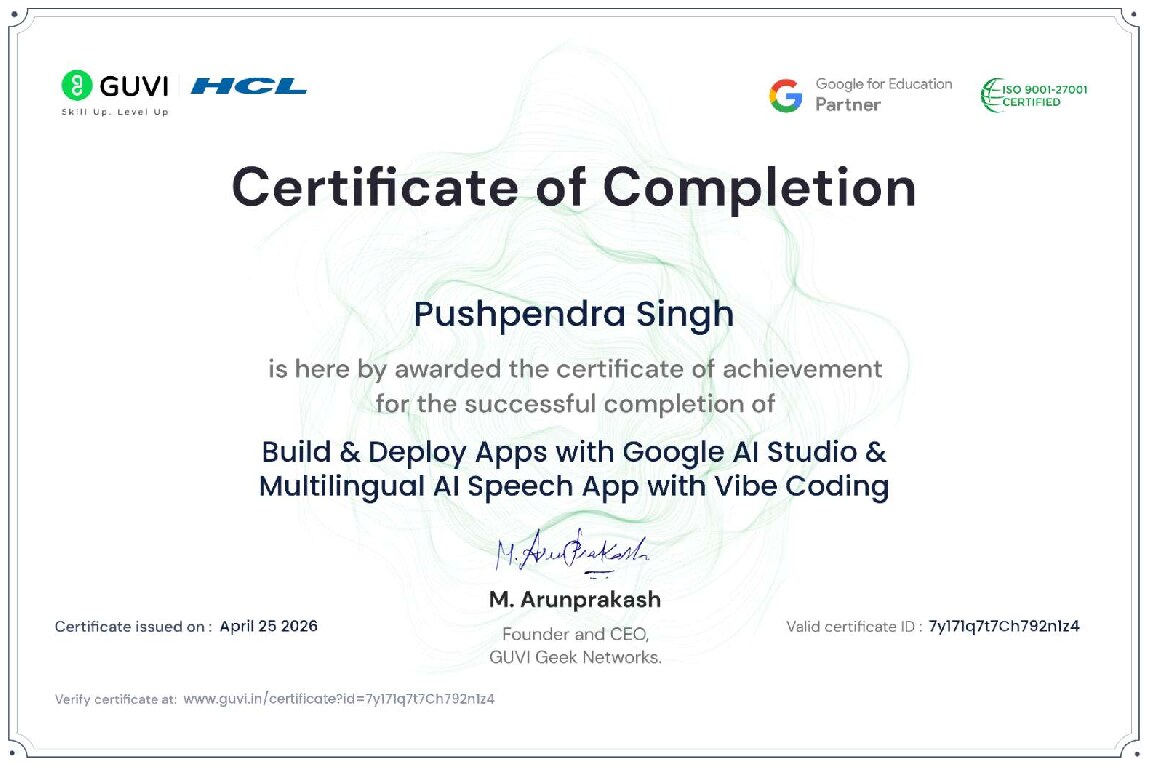 GUVI HCL
Skill Up. Level Up
Google for Education
Partner
ISO 9001-27001
CERTIFIED
Certificate of Completion
Pushpendra Singh
is here by awarded the certificate of achievement
for the successful completion of
Build & Deploy Apps with Google AI Studio &
Multilingual AI Speech App with Vibe Coding
M. ArunPrakash
M. Arunprakash
Founder and CEO,
GUVI Geek Networks.
Certificate issued on : April 25 2026
Valid certificate ID : 7y171q7t7Ch792n1z4
Verify certificate at: www.guvi.in/certificate?id=7y171q7t7Ch792n1z4